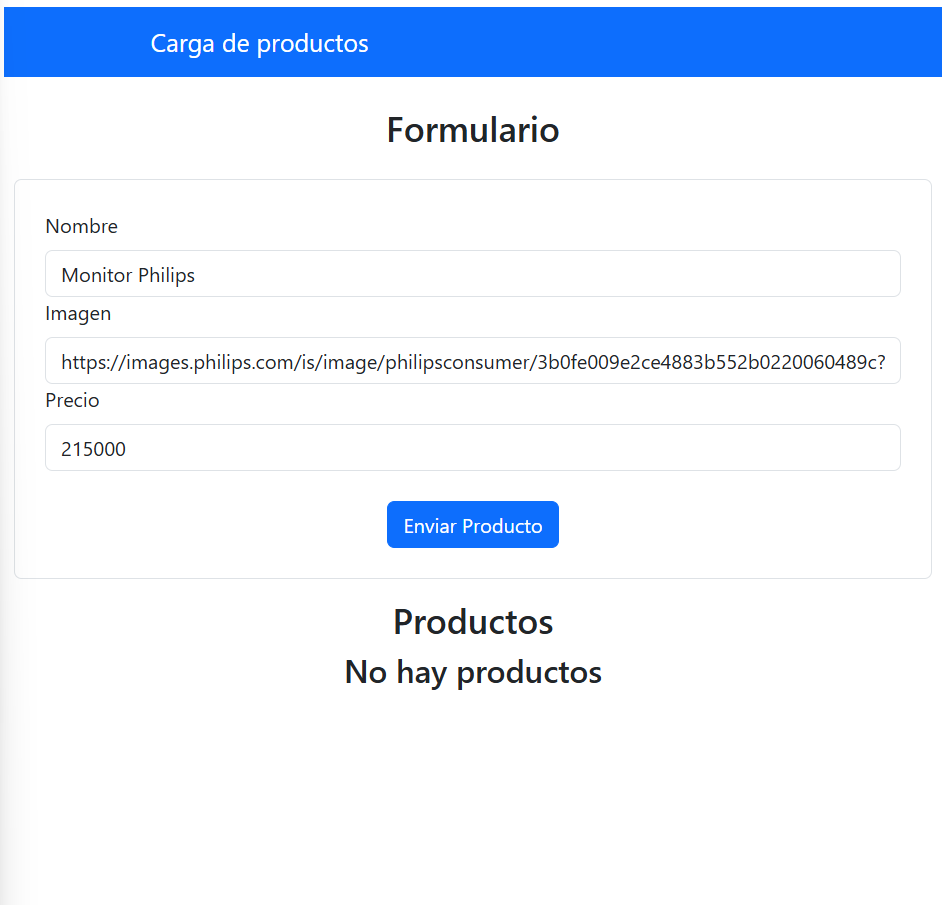 Carga de productos
Formulario
Nombre
Monitor Philips
Imagen
https://images.philips.com/is/image/philipsconsumer/3b0fe009e2ce4883b552b0220060489c?
Precio
215000
Enviar Producto
Productos
No hay productos